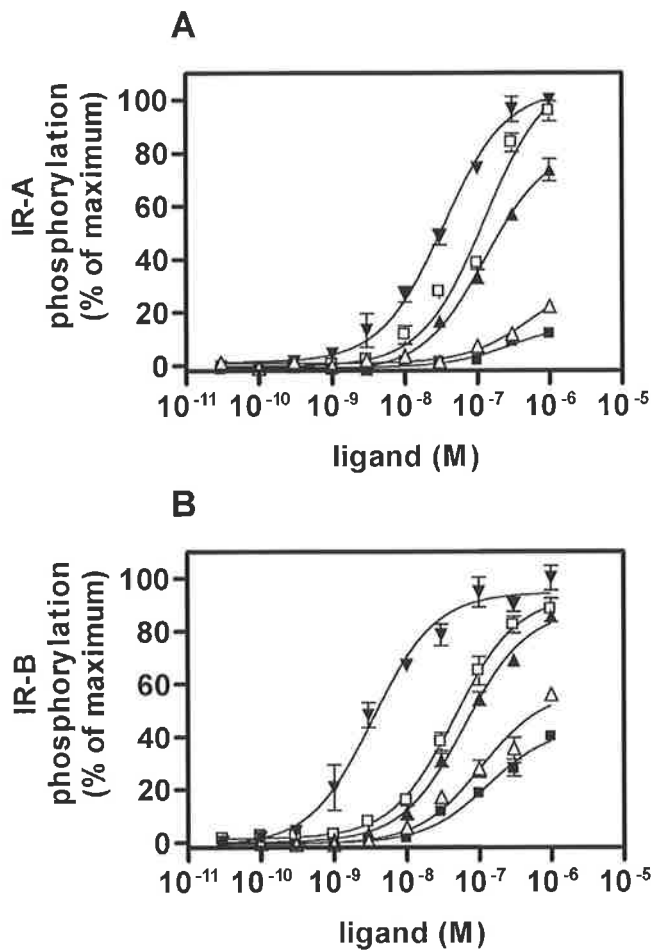 A
IR-A
phosphorylation
(% of maximum)
100
80
60
40
20
0
10⁻¹¹ 10⁻¹⁰ 10⁻⁹ 10⁻⁸ 10⁻⁷ 10⁻⁶ 10⁻⁵
ligand (M)
B
IR-B
phosphorylation
(% of maximum)
100
80
60
40
20
0
10⁻¹¹ 10⁻¹⁰ 10⁻⁹ 10⁻⁸ 10⁻⁷ 10⁻⁶ 10⁻⁵
ligand (M)